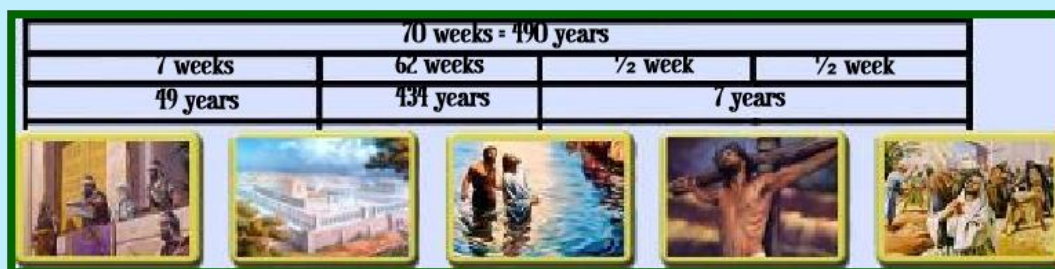 70 weeks = 490 years
7 weeks 62 weeks ½ week ½ week
49 years 434 years 7 years